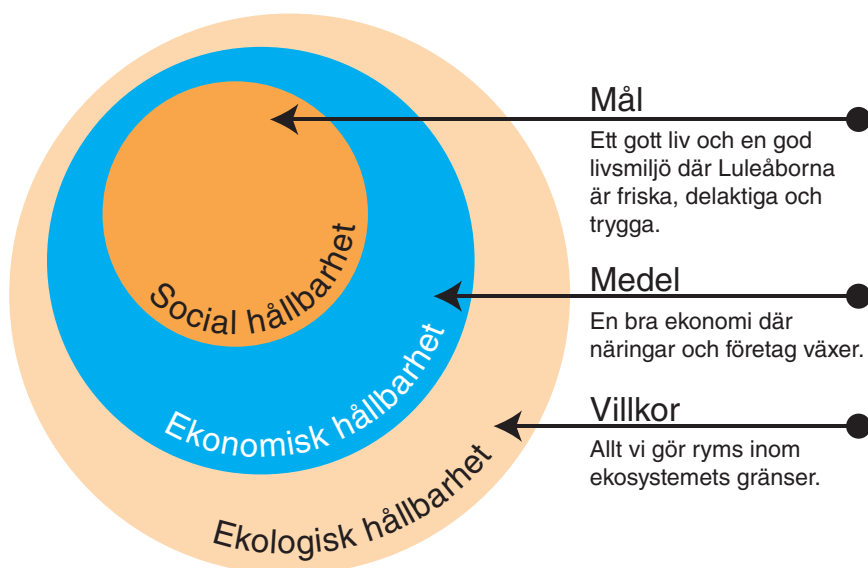 Mål
Ett gott liv och en god
livsmiljö där Luleåborna
är friska, delaktiga och
trygga.
Social hållbarhet
Medel
En bra ekonomi där
näringar och företag växer.
Ekonomisk hållbarhet
Villkor
Allt vi gör ryms inom
ekosystemets gränser.
Ekologisk hållbarhet